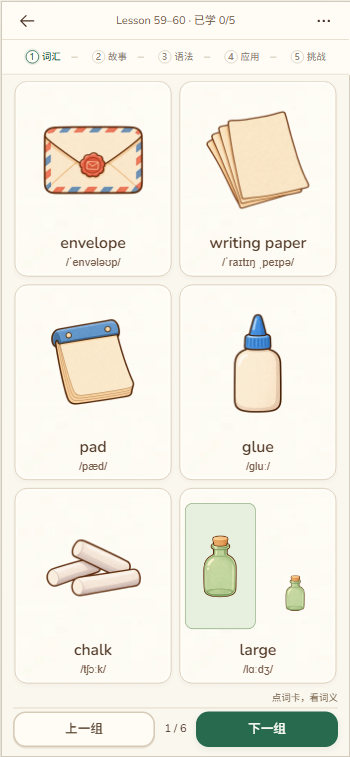 Lesson 59–60 · 已学 0/5
1 词汇 – 2 故事 – 3 语法 – 4 应用 – 5 挑战
envelope writing paper
/ˈenvələʊp/ /ˈraɪtɪŋ ˌpeɪpə/
pad glue
/pæd/ /ɡluː/
chalk large
/tʃɔːk/ /lɑːdʒ/
点词卡，看词义
上一组 1 / 6 下一组